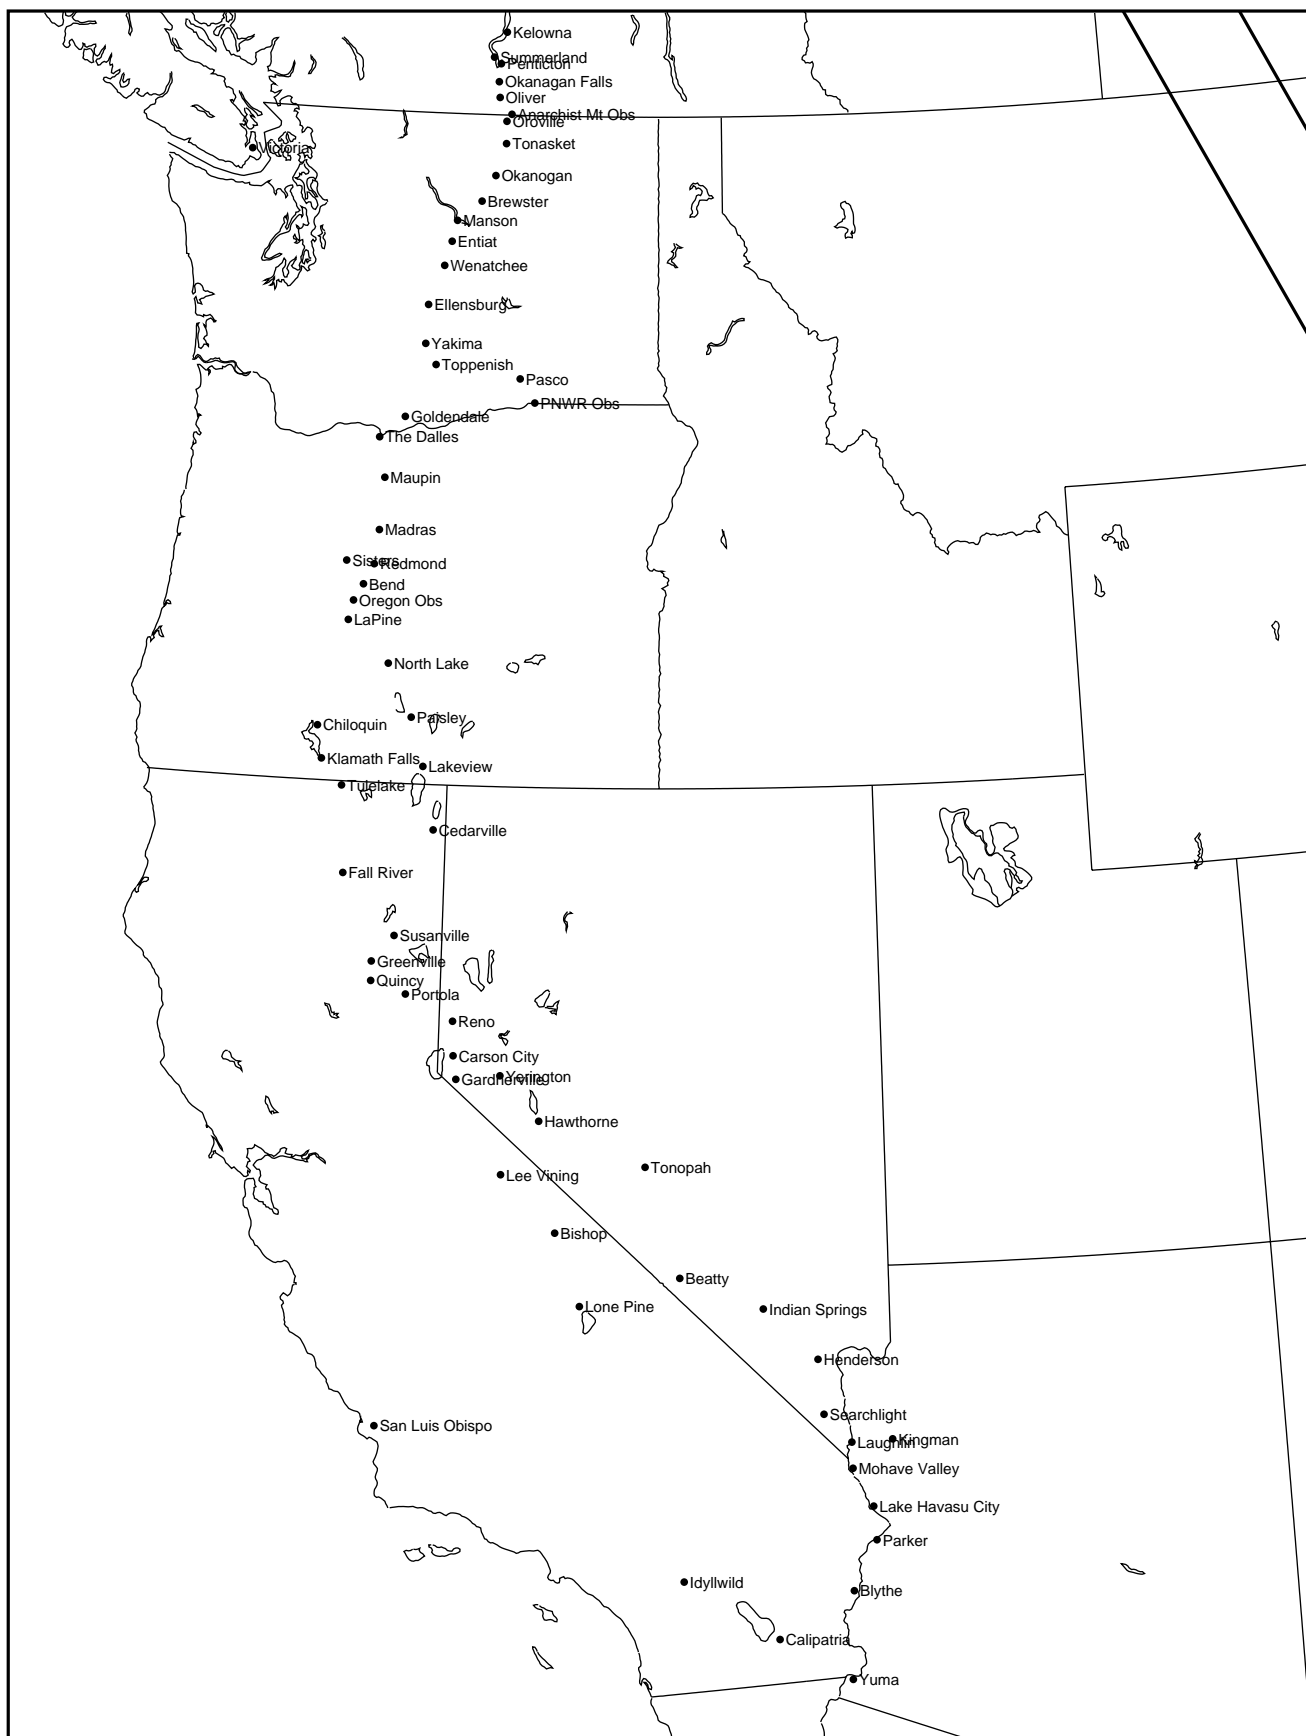 Kelowna
Summerland
Penticton
Okanagan Falls
Oliver
Anarchist Mt Obs
Oroville
Tonasket
Victoria
Okanogan
Brewster
Manson
Entiat
Wenatchee
Ellensburg
Yakima
Toppenish
Pasco
PNWR Obs
Goldendale
The Dalles
Maupin
Madras
Sisters
Redmond
Bend
Oregon Obs
LaPine
North Lake
Paisley
Chiloquin
Klamath Falls
Lakeview
Tulelake
Cedarville
Fall River
Susanville
Greenville
Quincy
Portola
Reno
Carson City
Yerington
Gardnerville
Hawthorne
Tonopah
Lee Vining
Bishop
Beatty
Lone Pine
Indian Springs
Henderson
Searchlight
San Luis Obispo
Kingman
Laughlin
Mohave Valley
Lake Havasu City
Parker
Idyllwild
Blythe
Calipatria
Yuma